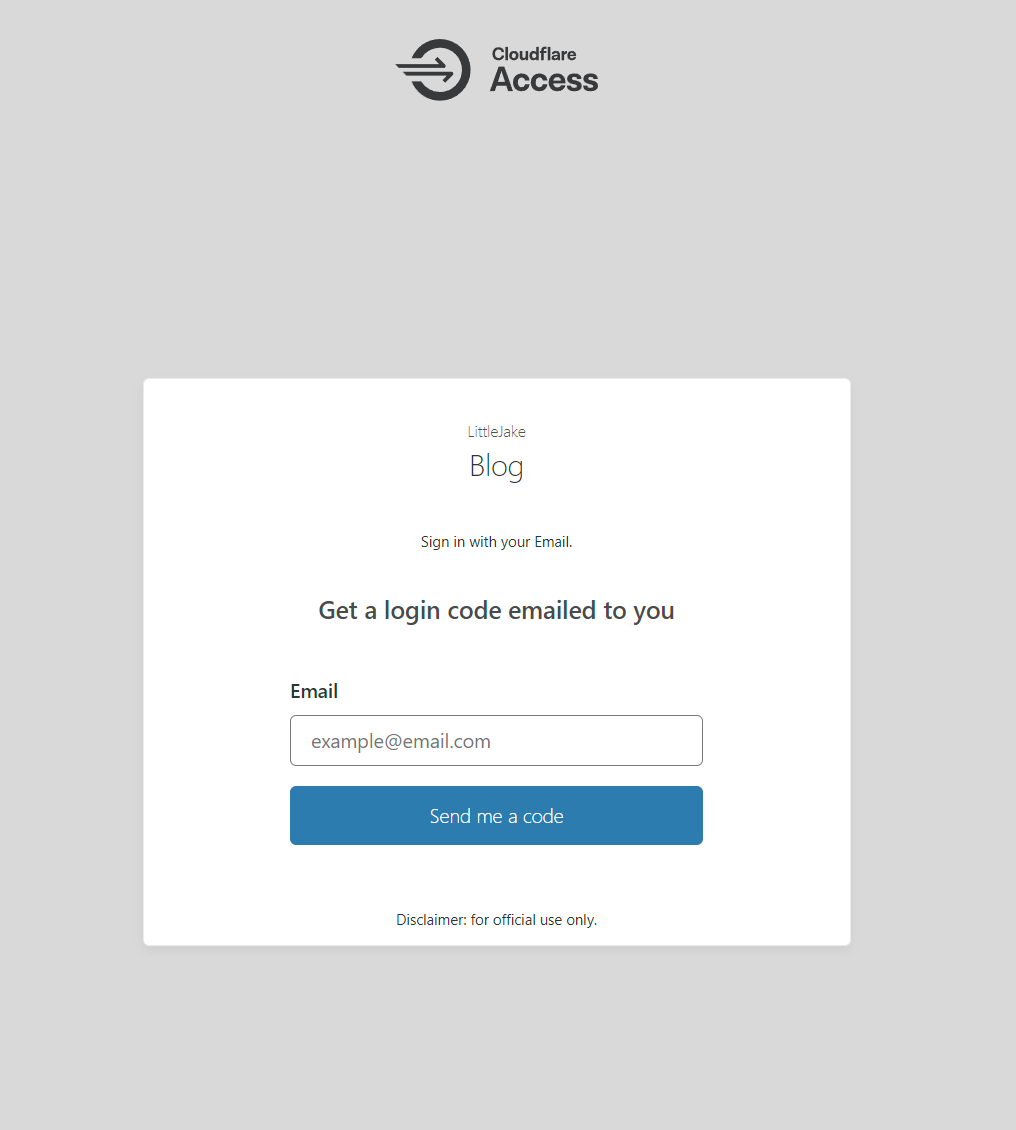 Cloudflare
Access
LittleJake
Blog
Sign in with your Email.
Get a login code emailed to you
Email
example@email.com
Send me a code
Disclaimer: for official use only.